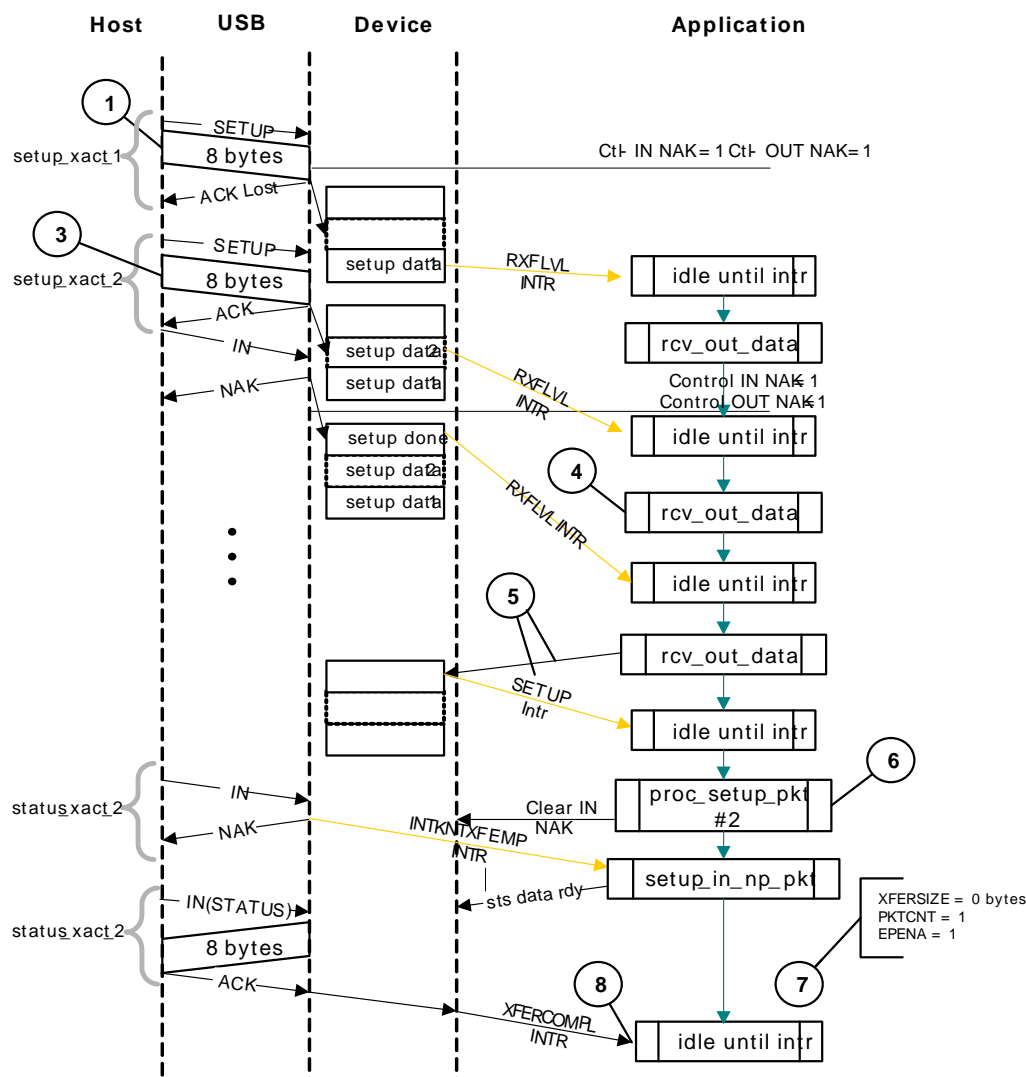 Host USB Device Application
1
SETUP
setup_xact_1
8 bytes
Ctl- IN NAK= 1 Ctl- OUT NAK= 1
ACK Lost
3
SETUP
setup_xact_2
8 bytes
setup data1
RXFLVL
INTR
idle until intr
ACK
rcv_out_data
IN
setup data2
NAK
setup data1
RXFLVL
INTR
Control IN NAK= 1
Control OUT NAK=1
setup done
idle until intr
setup data2
4
setup data1
rcv_out_data
RXFLVL INTR
idle until intr
5
rcv_out_data
SETUP
Intr
idle until intr
6
IN
proc_setup_pkt
#2
status_xact_2
Clear IN
NAK
NAK
INTKNTXFEMP
INTR
setup_in_np_pkt
sts data rdy
IN(STATUS)
XFERSIZE = 0 bytes
PKTCNT = 1
EPENA = 1
status_xact_2
8 bytes
ACK
8
7
XFERCOMPL
INTR
idle until intr